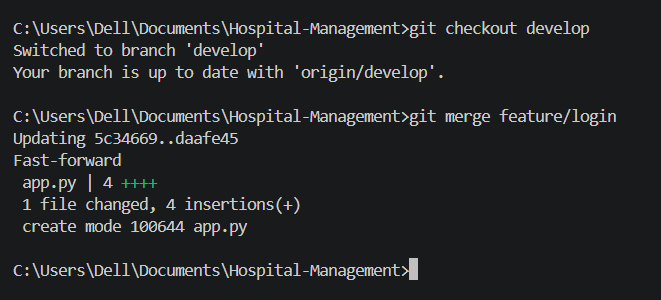 C:\Users\Dell\Documents\Hospital-Management>git checkout develop
Switched to branch 'develop'
Your branch is up to date with 'origin/develop'.
C:\Users\Dell\Documents\Hospital-Management>git merge feature/login
Updating 5c34669..daafe45
Fast-forward
 app.py | 4 ++++
 1 file changed, 4 insertions(+)
 create mode 100644 app.py
C:\Users\Dell\Documents\Hospital-Management>